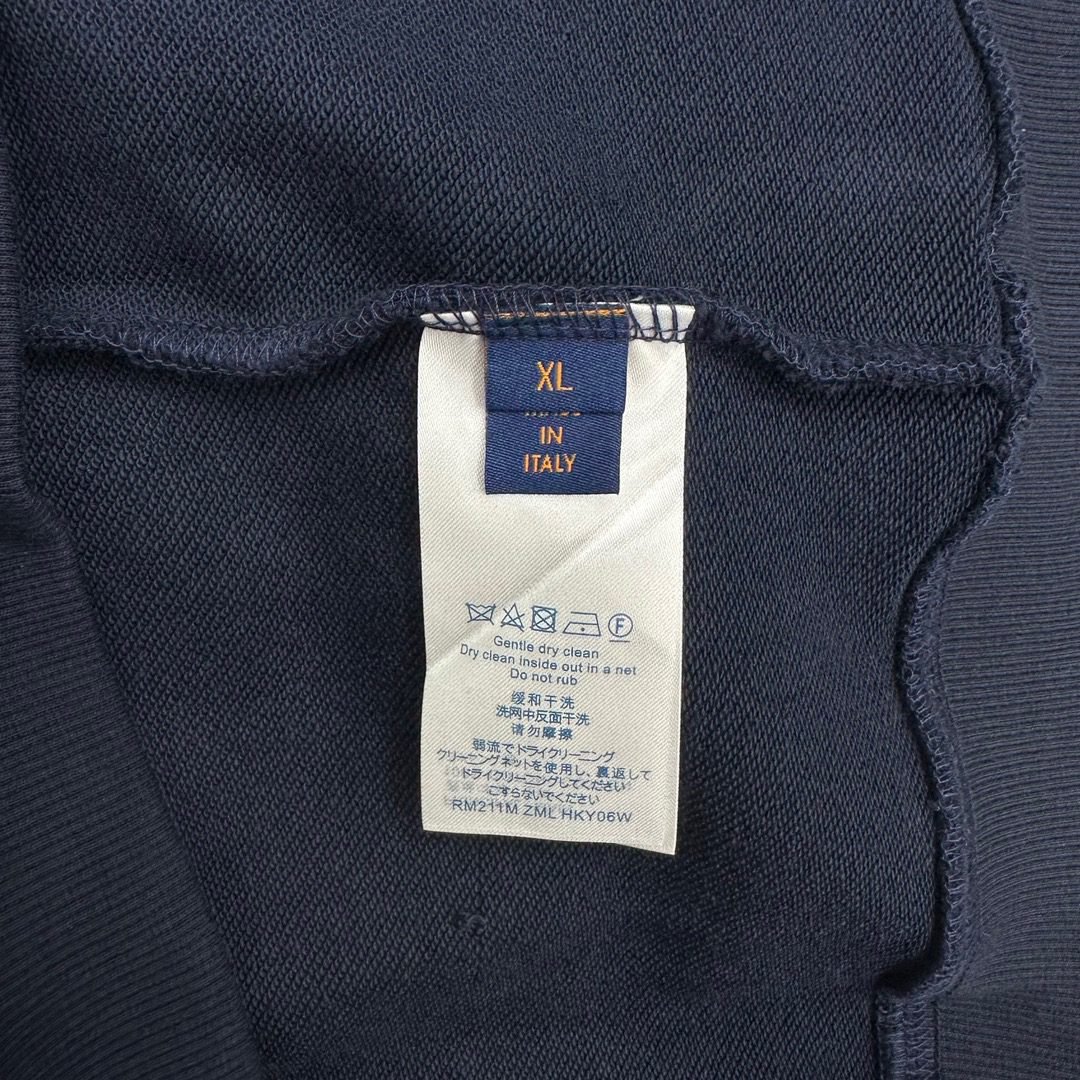 XL
IN
ITALY
F
Gentle dry clean
Dry clean inside out in a net
Do not rub
缓和干洗
洗网中反面干洗
请勿摩擦
弱流でドライクリーニング
クリーニングネットを使用し、裏返して
ドライクリーニングしてください
こすらないでください
RM211M ZML HKY06W